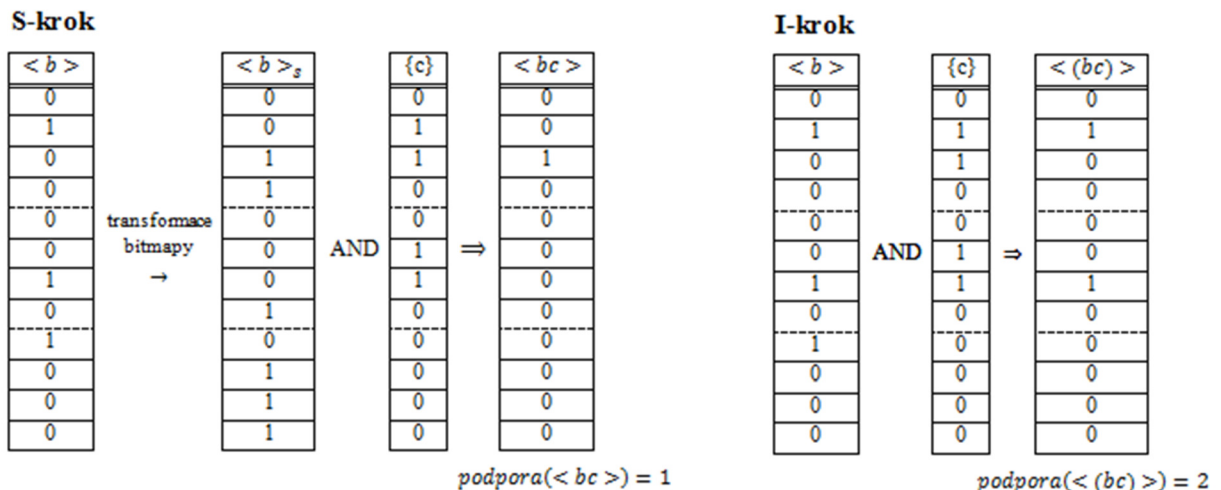 S-krok
< b > < b >ₛ {c} < bc >
0 0 0 0
1 0 1 0
0 1 1 1
0 1 0 0
0 0 0 0
0 0 1 0
1 0 1 0
0 1 0 0
1 0 0 0
0 1 0 0
0 1 0 0
0 1 0 0
transformace
bitmapy
→
AND
⇒
podpora(< bc >) = 1
I-krok
< b > {c} < (bc) >
0 0 0
1 1 1
0 1 0
0 0 0
0 0 0
0 1 0
1 1 1
0 0 0
1 0 0
0 0 0
0 0 0
0 0 0
AND
⇒
podpora(< (bc) >) = 2